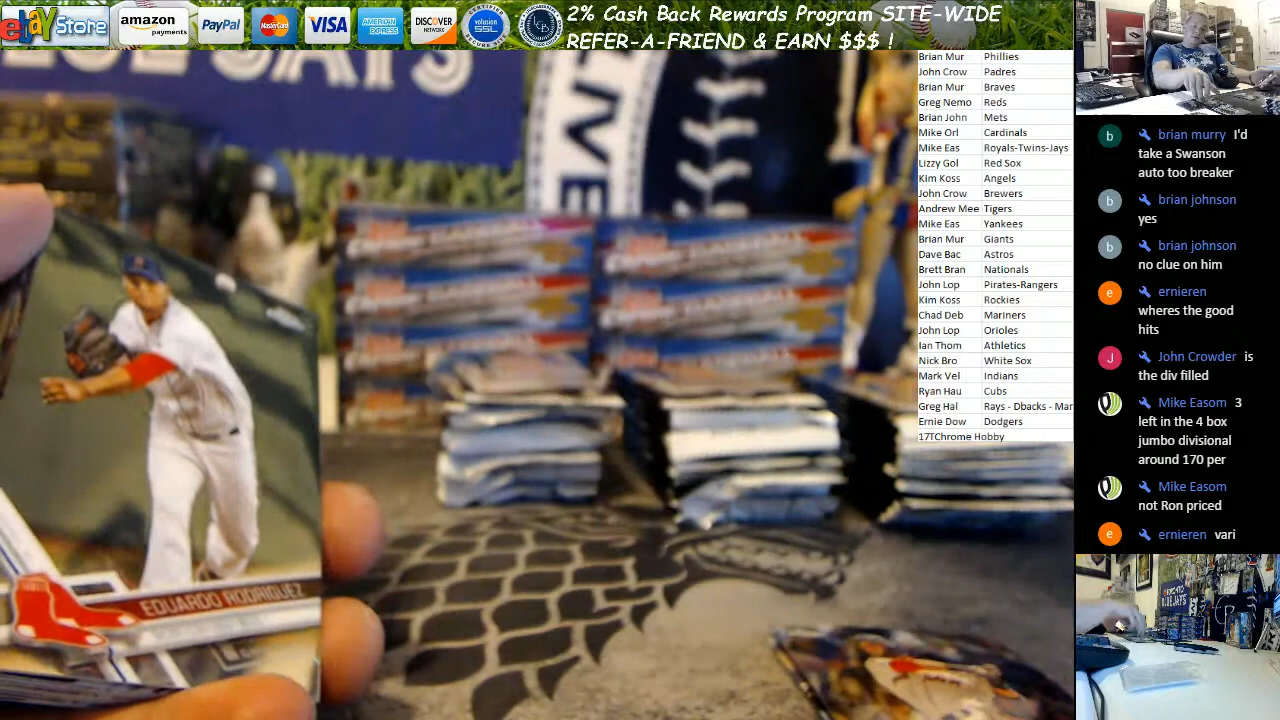 ebay Store
amazon payments
PayPal
MasterCard
VISA
AMERICAN EXPRESS
DISCOVER NETWORK
volusion SSL
2% Cash Back Rewards Program SITE-WIDE
REFER-A-FRIEND & EARN $$$ !
BLUE JAYS
LIVE
Brian Mur Phillies
John Crow Padres
Brian Mur Braves
Greg Nemo Reds
Brian John Mets
Mike Orl Cardinals
Mike Eas Royals-Twins-Jays
Lizzy Gol Red Sox
Kim Koss Angels
John Crow Brewers
Andrew Mee Tigers
Mike Eas Yankees
Brian Mur Giants
Dave Bac Astros
Brett Bran Nationals
John Lop Pirates-Rangers
Kim Koss Rockies
Chad Deb Mariners
John Lop Orioles
Ian Thom Athletics
Nick Bro White Sox
Mark Vel Indians
Ryan Hau Cubs
Greg Hal Rays - Dbacks - Mar
Ernie Dow Dodgers
17TChrome Hobby
b brian murry I'd
take a Swanson
auto too breaker
b brian johnson
yes
b brian johnson
no clue on him
e ernieren
wheres the good
hits
J John Crowder is
the div filled
Mike Easom 3
left in the 4 box
jumbo divisional
around 170 per
Mike Easom
not Ron priced
e ernieren vari
EDUARDO RODRIGUEZ